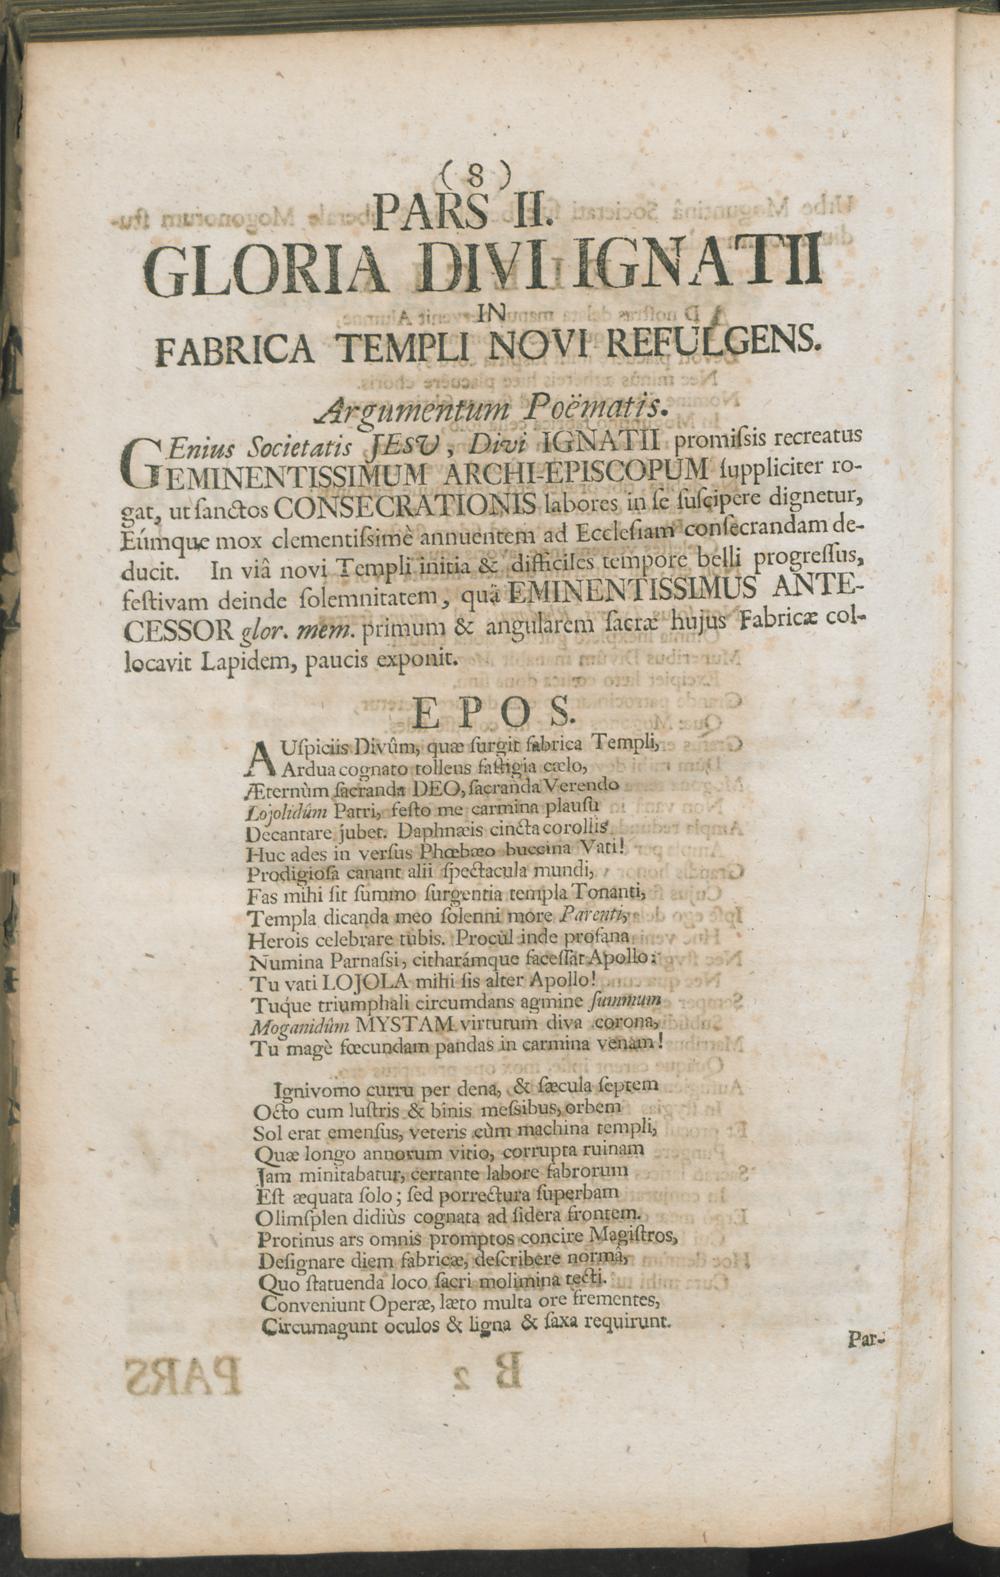 ( 8 )
PARS II.
GLORIA DIVI IGNATII
IN
FABRICA TEMPLI NOVI REFULGENS.
Argumentum Poëmatis.
GEnius Societatis JESU, Divi IGNATII promiſsis recreatus
EMINENTISSIMUM ARCHI-EPISCOPUM ſuppliciter ro-
gat, ut ſanctos CONSECRATIONIS labores in ſe ſuſcipere dignetur,
Eúmque mox clementiſsimè annuentem ad Eccleſiam conſecrandam de-
ducit. In viâ novi Templi initia & difficiles tempore belli progreſſus,
feſtivam deinde ſolemnitatem, quâ EMINENTISSIMUS ANTE-
CESSOR glor. mem. primum & angularem ſacræ hujus Fabricæ col-
locavit Lapidem, paucis exponit.
EPOS.
AUſpiciis Divûm, quæ ſurgit fabrica Templi,
Ardua cognato tollens faſtigia cælo,
Æternùm ſacranda DEO, ſacranda Verendo
Lojolidûm Patri, feſto me carmina plauſu
Decantare jubet. Daphnæis cincta corollis
Huc ades in verſus Phœbæo buccina Vati!
Prodigioſa canant alii ſpectacula mundi,
Fas mihi ſit ſummo ſurgentia templa Tonanti,
Templa dicanda meo ſolenni more Parenti,
Herois celebrare tubis. Procùl inde profana
Numina Parnaſsi, citharámque faceſſat Apollo:
Tu vati LOJOLA mihi ſis alter Apollo!
Tuq́ue triumphali circumdans agmine ſummum
Moganidûm MYSTAM virtutum diva corona,
Tu magè fœcundam pandas in carmina venam!
Ignivomo curru per dena, & ſæcula ſeptem
Octo cum luſtris & binis meſsibus, orbem
Sol erat emenſus, veteris cùm machina templi,
Quæ longo annorum vitio, corrupta ruinam
Jam minitabatur, certante labore fabrorum
Eſt æquata ſolo; ſed porrectura ſuperbam
Olimſplen didiùs cognata ad ſidera frontem.
Protinus ars omnis promptos concire Magiſtros,
Deſignare diem fabricæ, deſcribere normâ,
Quo ſtatuenda loco ſacri molimina tecti.
Conveniunt Operæ, læto multa ore frementes,
Circumagunt oculos & ligna & ſaxa requirunt.
Par-